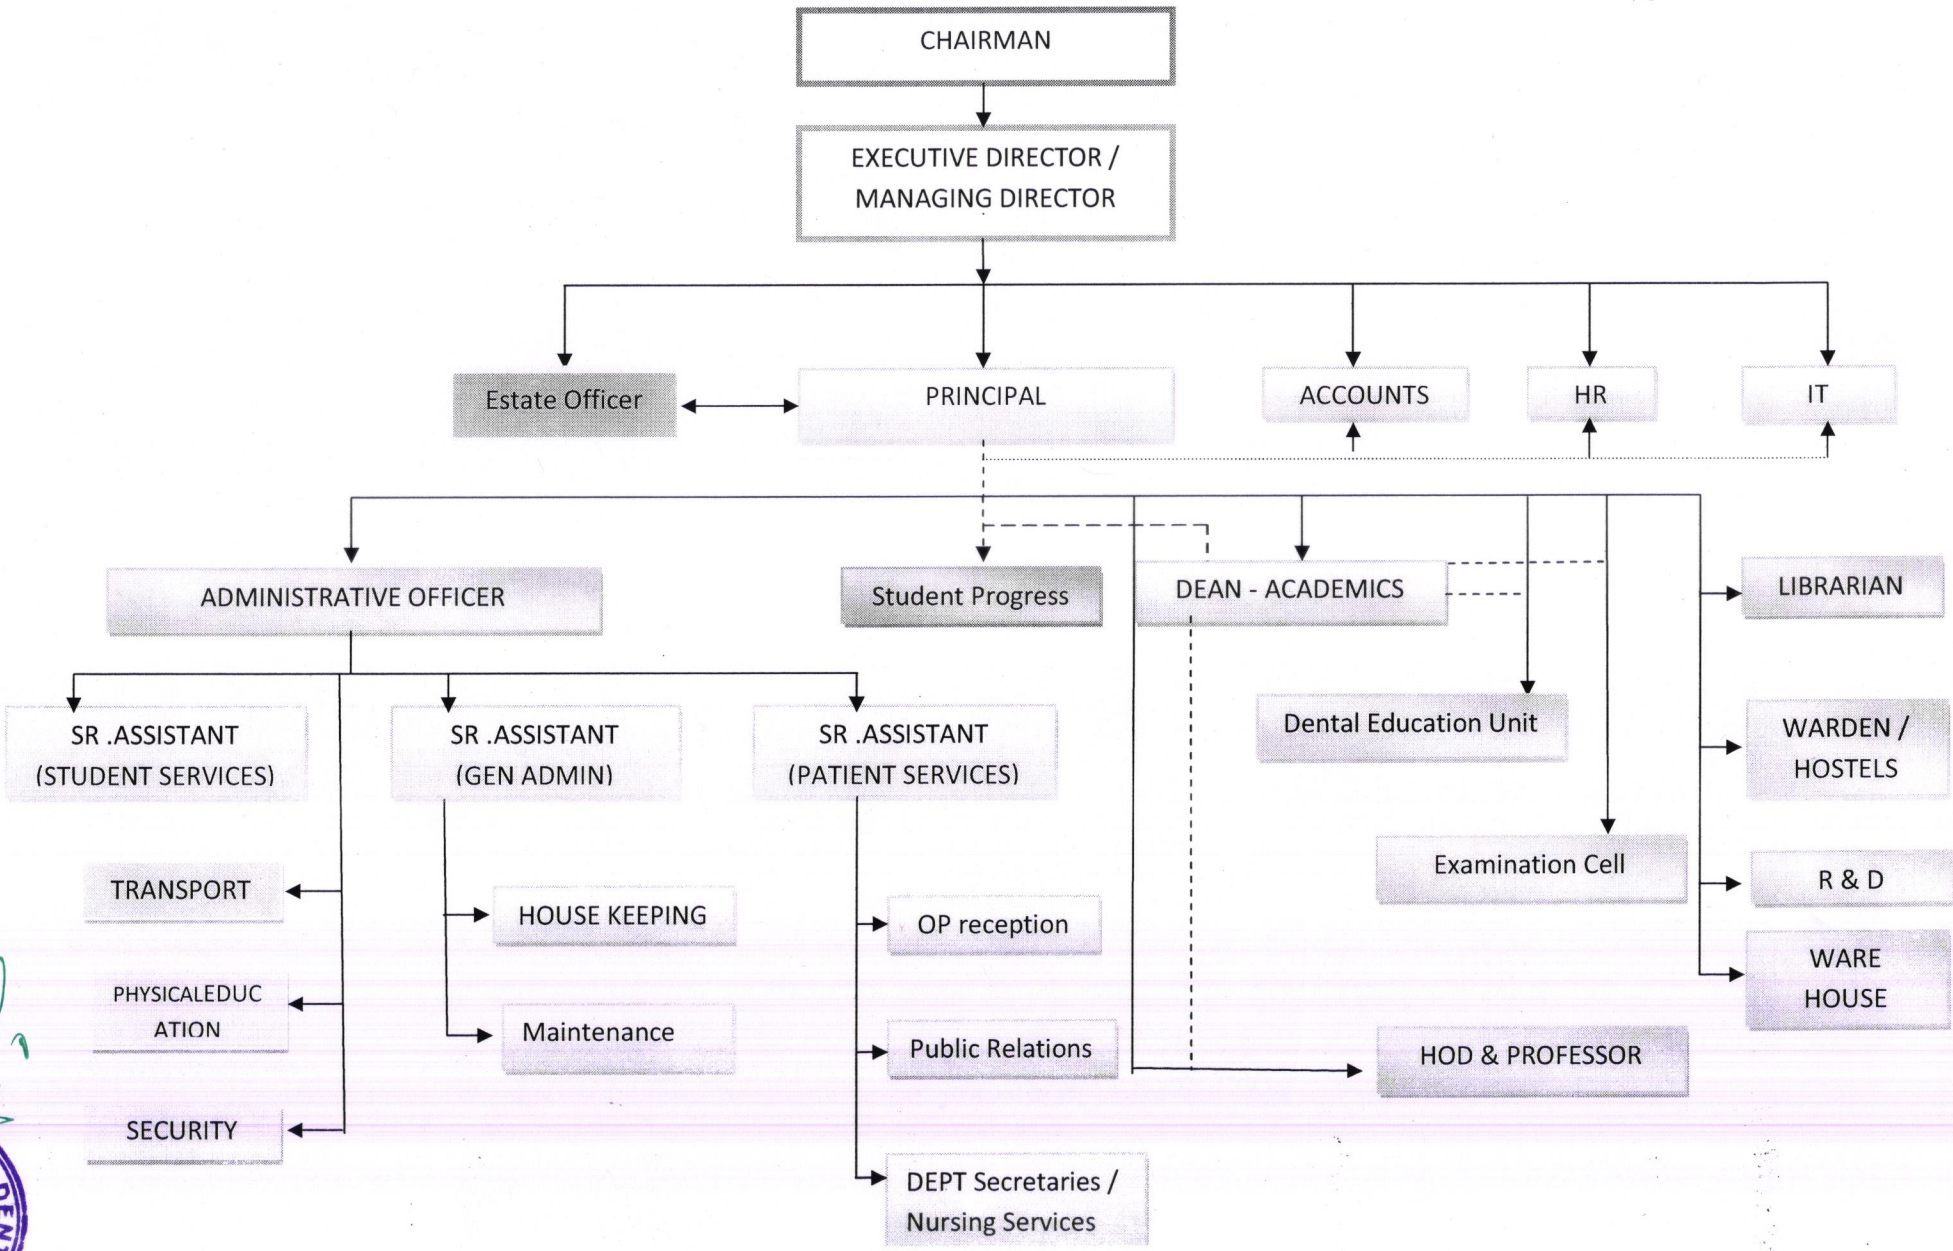 CHAIRMAN
EXECUTIVE DIRECTOR /
MANAGING DIRECTOR
Estate Officer
PRINCIPAL
ACCOUNTS
HR
IT
ADMINISTRATIVE OFFICER
Student Progress
DEAN - ACADEMICS
LIBRARIAN
SR .ASSISTANT
(STUDENT SERVICES)
SR .ASSISTANT
(GEN ADMIN)
SR .ASSISTANT
(PATIENT SERVICES)
Dental Education Unit
WARDEN /
HOSTELS
TRANSPORT
HOUSE KEEPING
OP reception
Examination Cell
R & D
PHYSICALEDUC
ATION
Maintenance
Public Relations
HOD & PROFESSOR
WARE
HOUSE
SECURITY
DEPT Secretaries /
Nursing Services